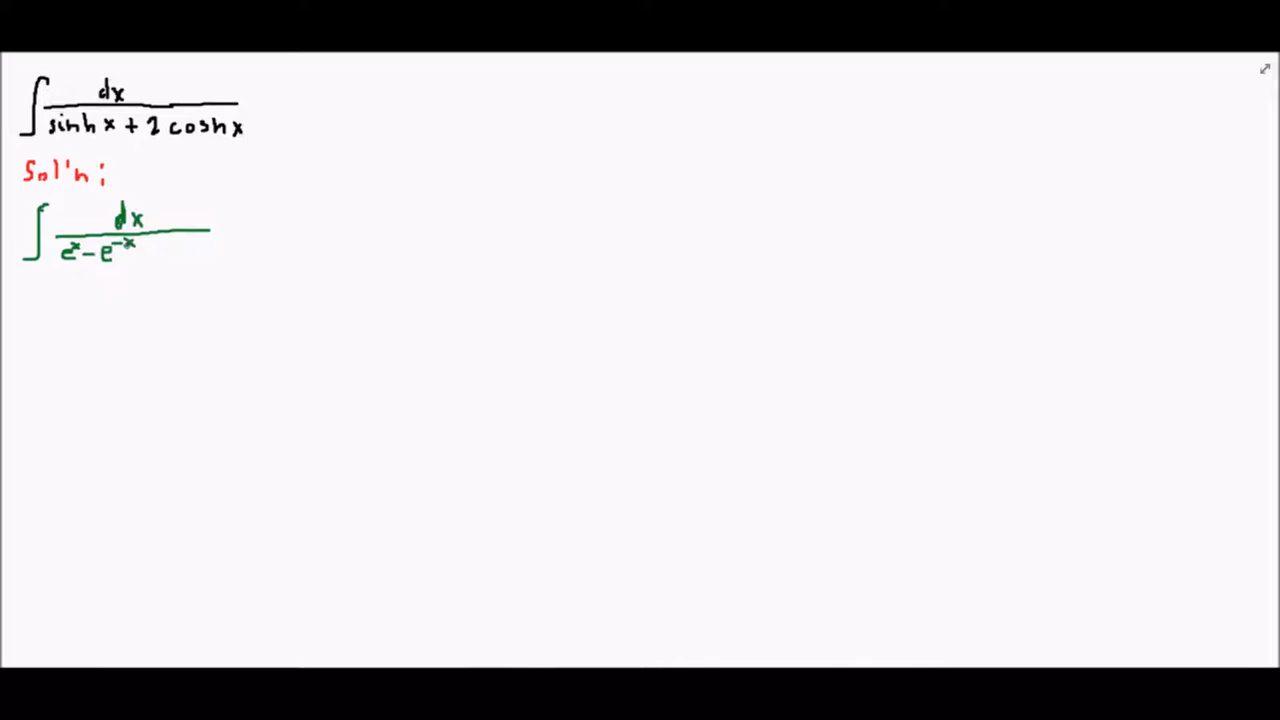 ∫ dx / (sinh x + 2 cosh x)
Sol'n :
∫ dx / (e^x − e^−x